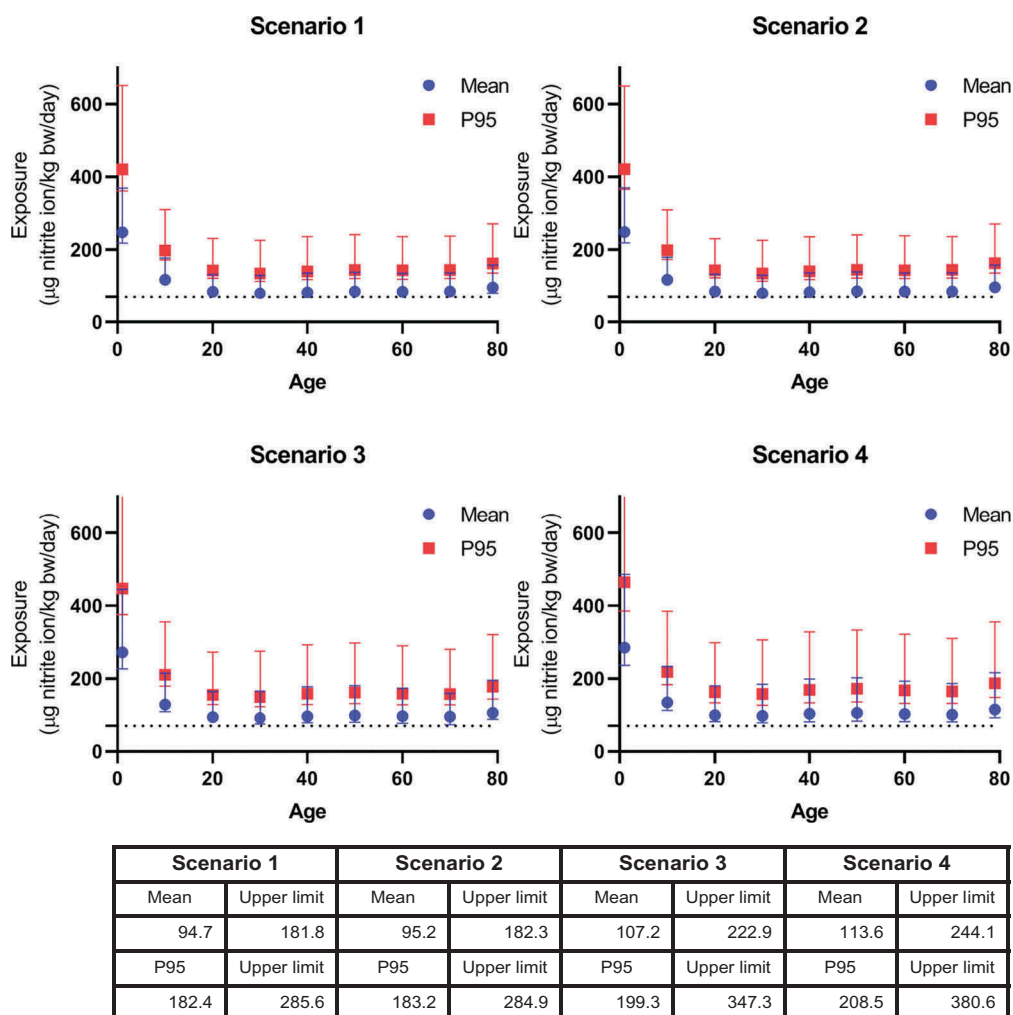 Scenario 1
Exposure
(µg nitrite ion/kg bw/day)
600
400
200
0
Mean
P95
0 20 40 60 80
Age
Scenario 2
Exposure
(µg nitrite ion/kg bw/day)
600
400
200
0
Mean
P95
0 20 40 60 80
Age
Scenario 3
Exposure
(µg nitrite ion/kg bw/day)
600
400
200
0
Mean
P95
0 20 40 60 80
Age
Scenario 4
Exposure
(µg nitrite ion/kg bw/day)
600
400
200
0
Mean
P95
0 20 40 60 80
Age
Scenario 1 Scenario 2 Scenario 3 Scenario 4
Mean Upper limit Mean Upper limit Mean Upper limit Mean Upper limit
94.7 181.8 95.2 182.3 107.2 222.9 113.6 244.1
P95 Upper limit P95 Upper limit P95 Upper limit P95 Upper limit
182.4 285.6 183.2 284.9 199.3 347.3 208.5 380.6